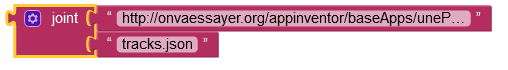 joint “ http://onvaessayer.org/appinventor/baseApps/uneP… ”
“ tracks.json ”